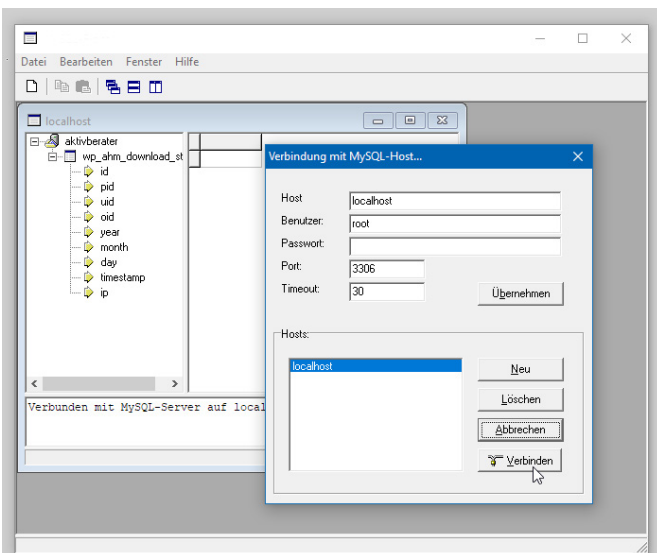 Datei Bearbeiten Fenster Hilfe
localhost
aktivberater
wp_ahm_download_st
id
pid
uid
oid
year
month
day
timestamp
ip
Verbunden mit MySQL-Server auf local
Verbindung mit MySQL-Host...
Host
localhost
Benutzer:
root
Passwort:
Port:
3306
Timeout:
30
Übernehmen
Hosts:
localhost
Neu
Löschen
Abbrechen
Verbinden